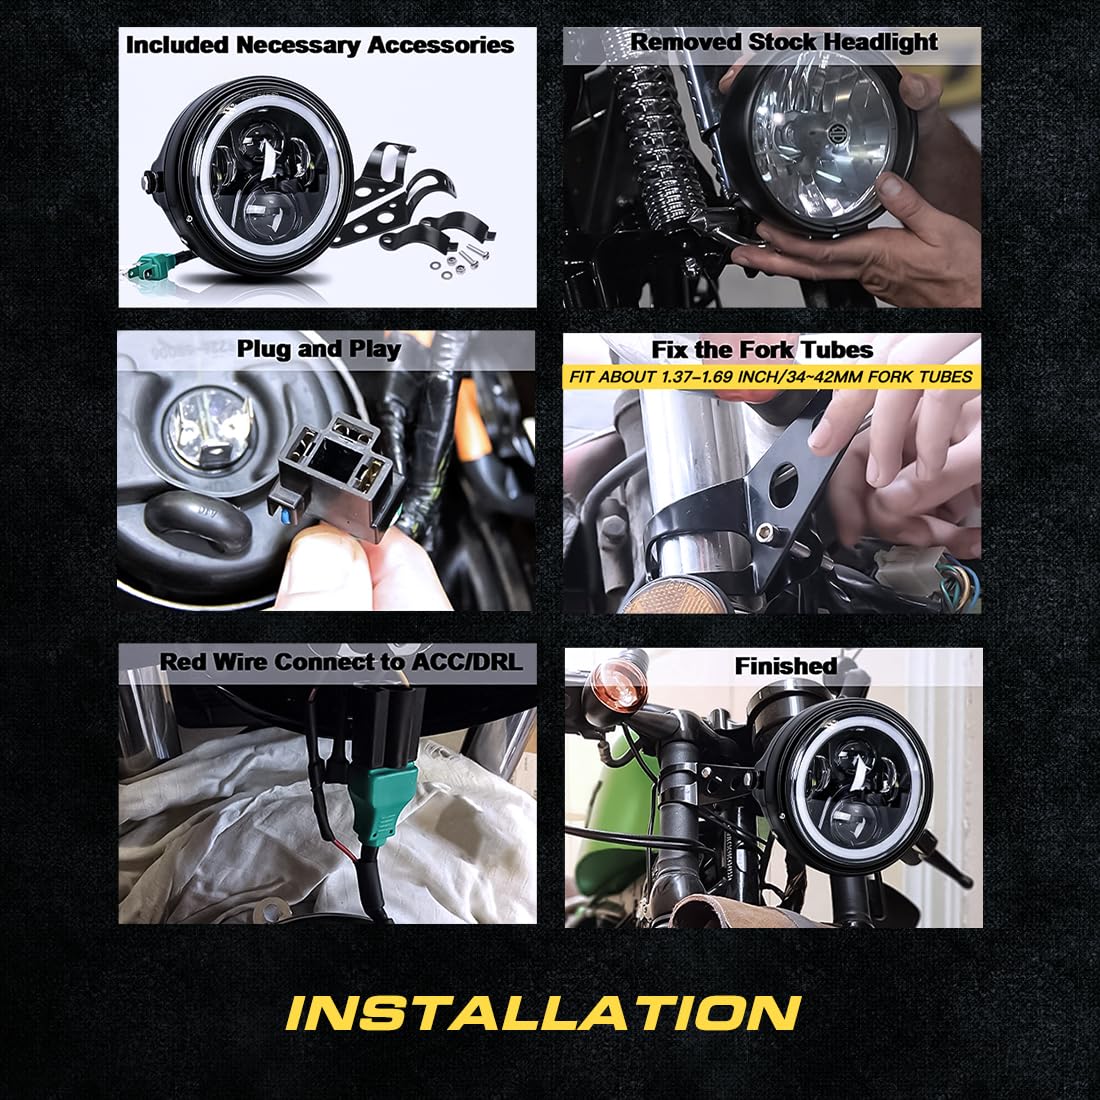 Included Necessary Accessories
Removed Stock Headlight
Plug and Play
Fix the Fork Tubes
FIT ABOUT 1.37-1.69 INCH/34~42MM FORK TUBES
Red Wire Connect to ACC/DRL
Finished
INSTALLATION